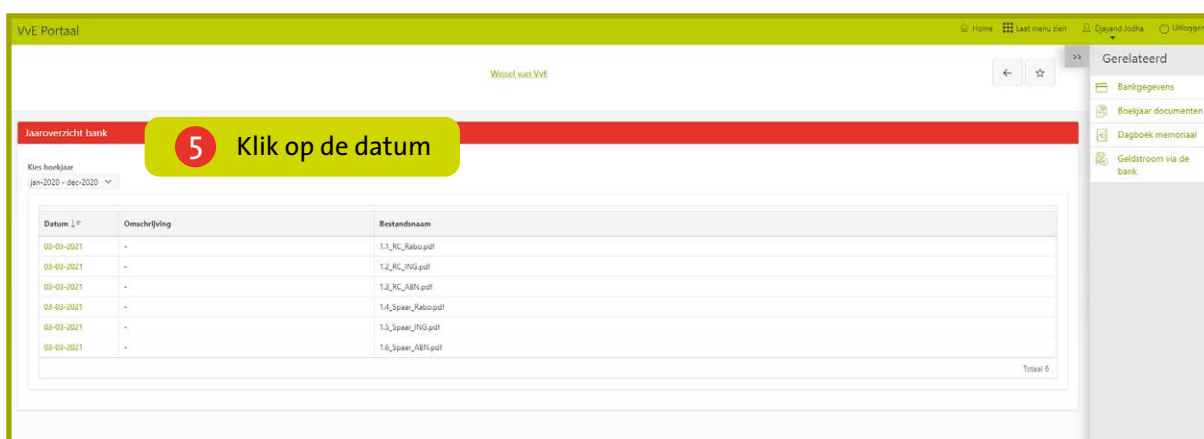 VvE Portaal
Home
Laat menu zien
Djayend Jodha
Uitloggen
Wissel van VvE
>>
Gerelateerd
Bankgegevens
Boekjaar documenten
Dagboek memoriaal
Geldstroom via de
bank
Jaaroverzicht bank
5 Klik op de datum
Kies boekjaar
jan-2020 - dec-2020
Datum Omschrijving Bestandsnaam
03-03-2021 - 1.1_RC_Rabo.pdf
03-03-2021 - 1.2_RC_ING.pdf
03-03-2021 - 1.3_RC_ABN.pdf
03-03-2021 - 1.4_Spaar_Rabo.pdf
03-03-2021 - 1.5_Spaar_ING.pdf
03-03-2021 - 1.6_Spaar_ABN.pdf
Totaal 6